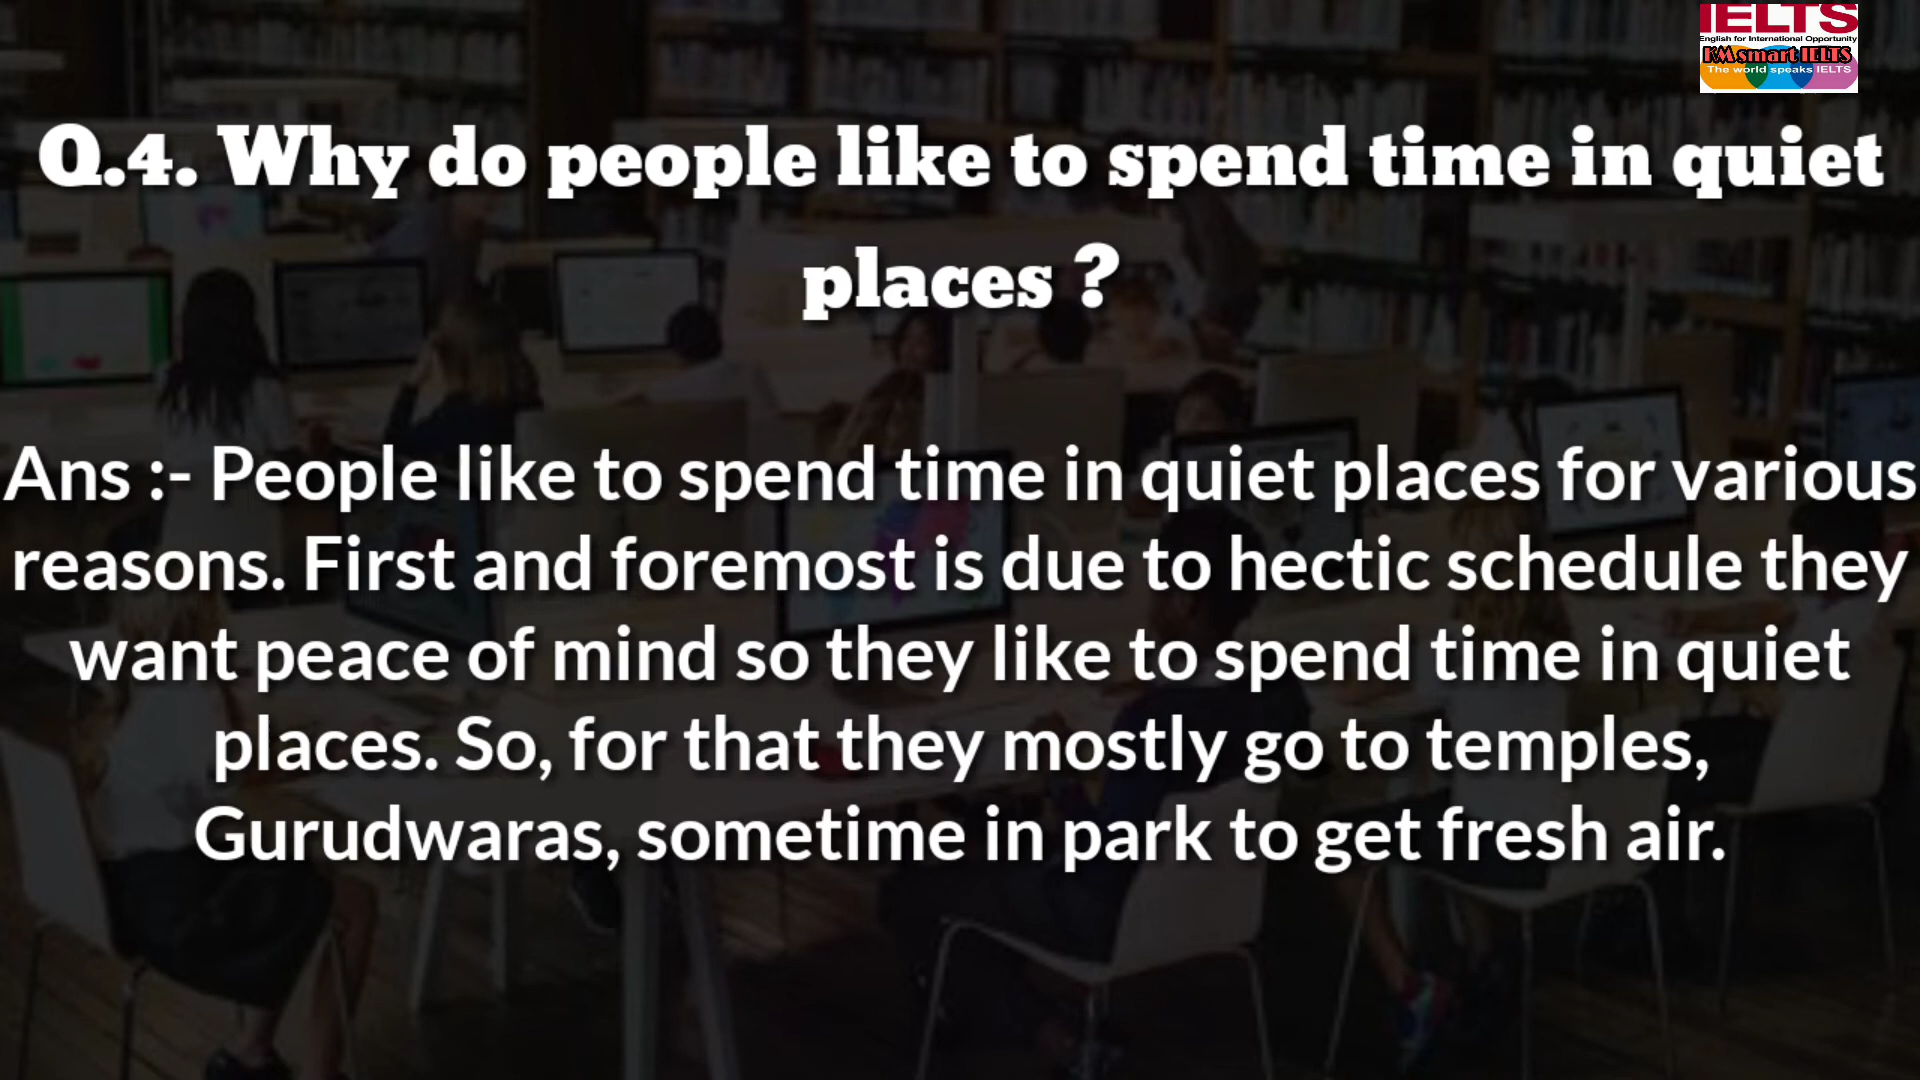 IELTS
English for International Opportunity
KMsmart IELTS
The world speaks IELTS
Q.4. Why do people like to spend time in quiet
places ?
Ans :- People like to spend time in quiet places for various
reasons. First and foremost is due to hectic schedule they
want peace of mind so they like to spend time in quiet
places. So, for that they mostly go to temples,
Gurudwaras, sometime in park to get fresh air.